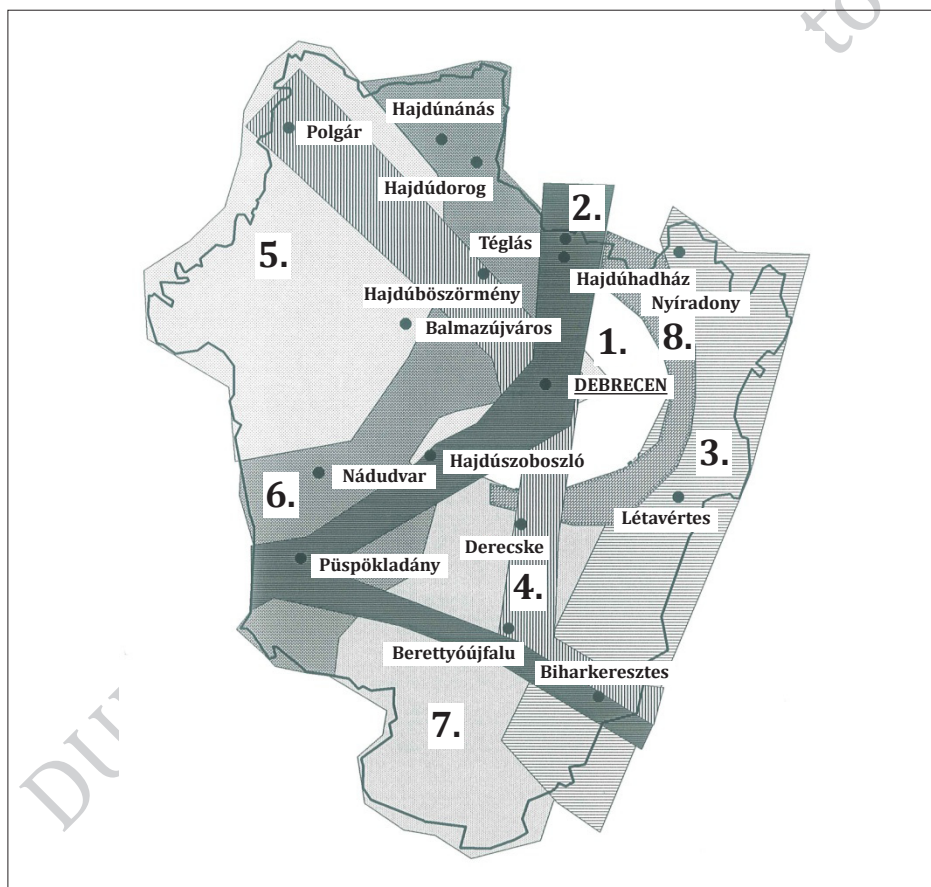 Hajdúnánás
Polgár
Hajdúdorog
2.
Téglás
5.
Hajdúhadház
Hajdúböszörmény
Nyíradony
Balmazújváros
1.
8.
DEBRECEN
Hajdúszoboszló
3.
Nádudvar
6.
Létavértes
Derecske
Püspökladány
4.
Berettyóújfalu
Biharkeresztes
7.